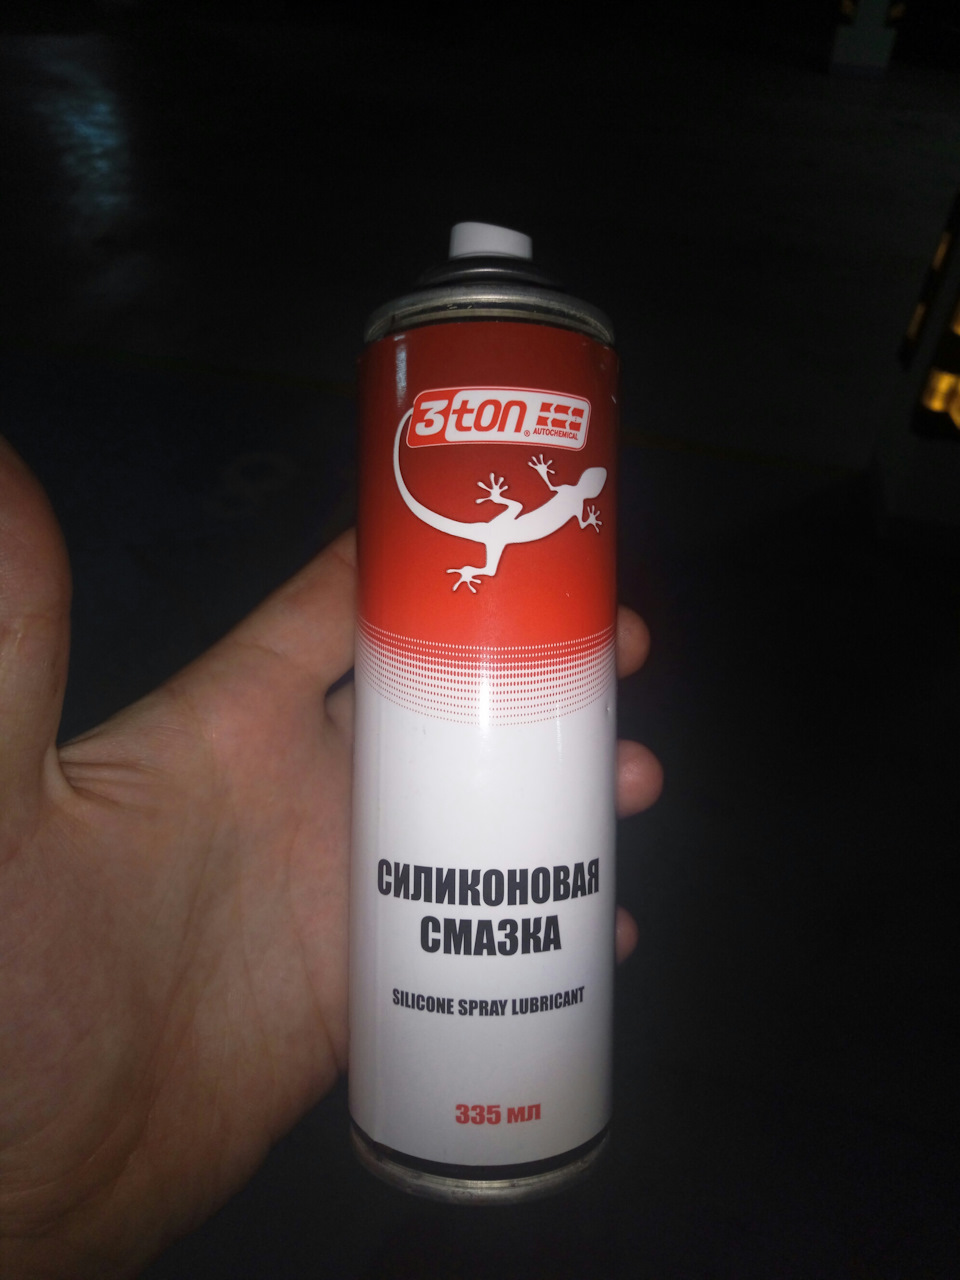 3ton
® AUTOCHEMICAL
СИЛИКОНОВАЯ
СМАЗКА
SILICONE SPRAY LUBRICANT
335 мл